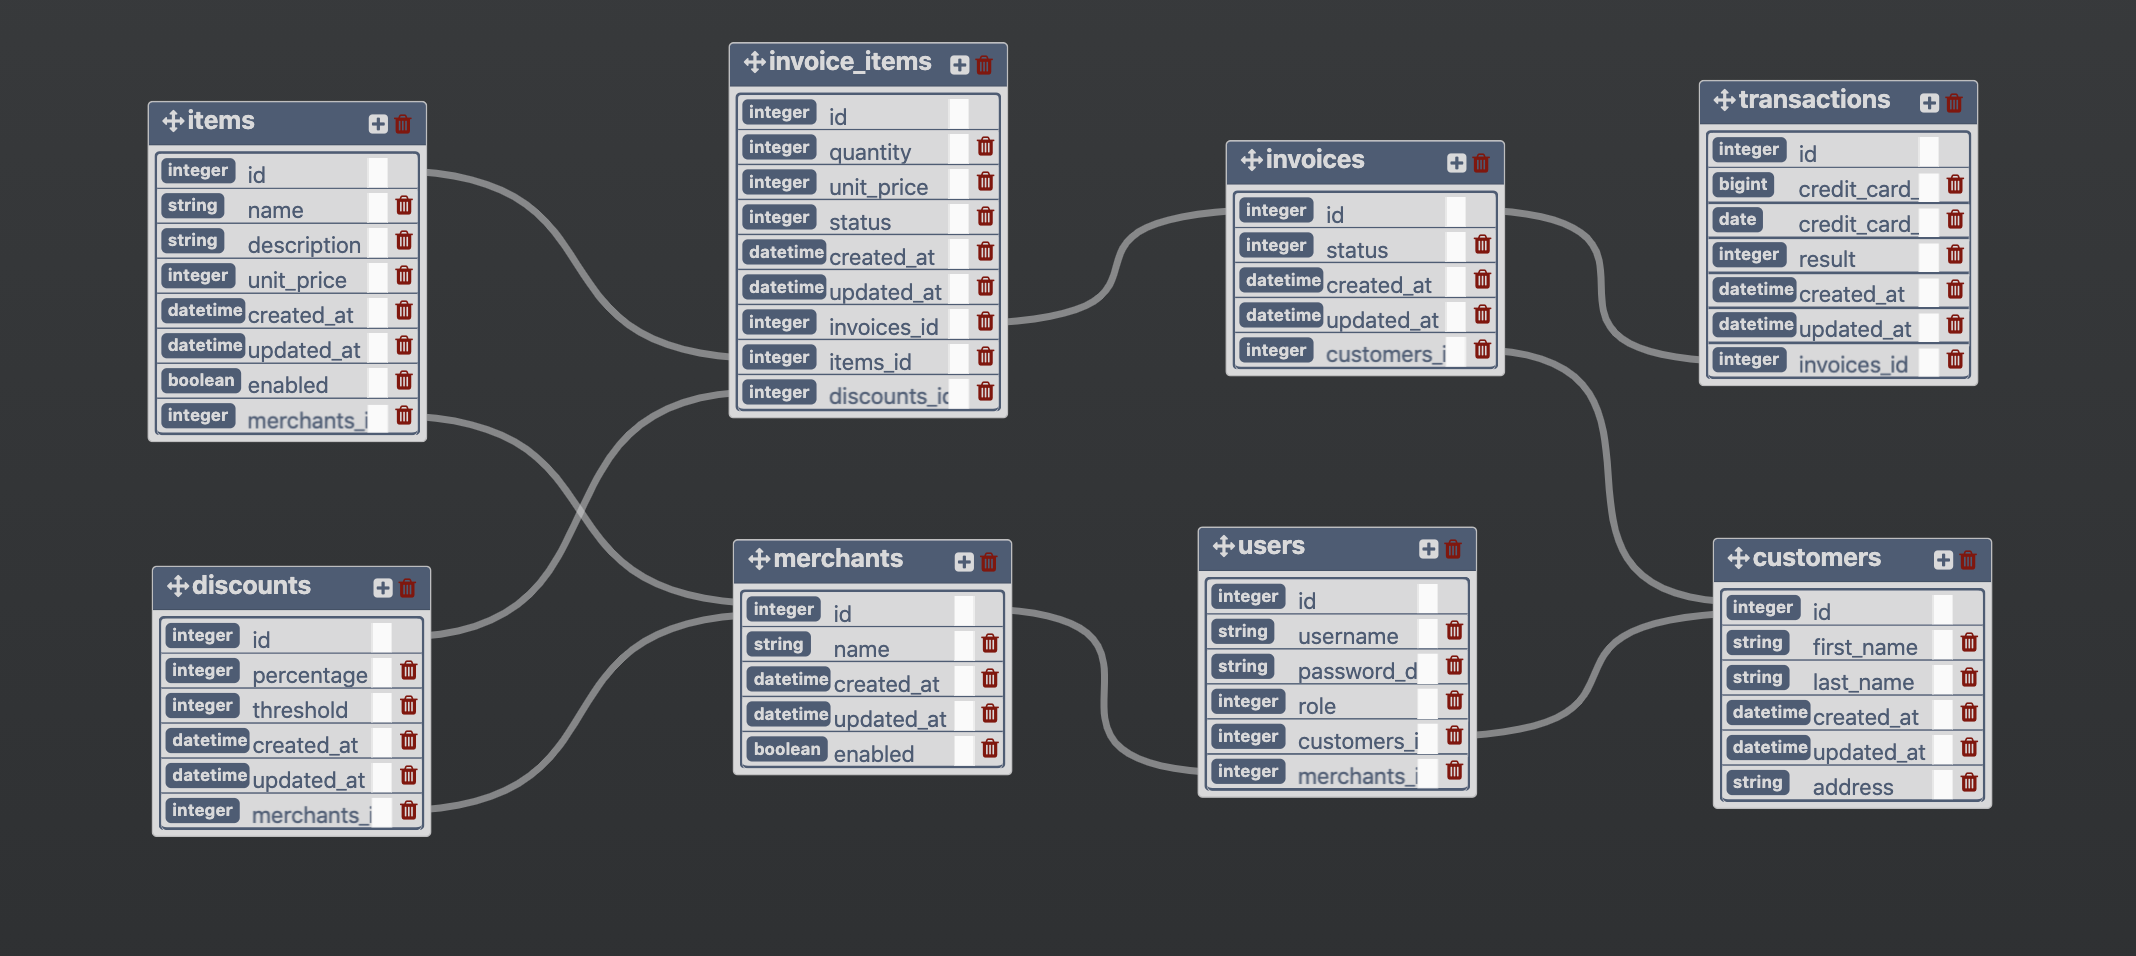 items
integer id
string name
string description
integer unit_price
datetime created_at
datetime updated_at
boolean enabled
integer merchants_i
invoice_items
integer id
integer quantity
integer unit_price
integer status
datetime created_at
datetime updated_at
integer invoices_id
integer items_id
integer discounts_id
invoices
integer id
integer status
datetime created_at
datetime updated_at
integer customers_i
transactions
integer id
bigint credit_card_
date credit_card_
integer result
datetime created_at
datetime updated_at
integer invoices_id
discounts
integer id
integer percentage
integer threshold
datetime created_at
datetime updated_at
integer merchants_i
merchants
integer id
string name
datetime created_at
datetime updated_at
boolean enabled
users
integer id
string username
string password_d
integer role
integer customers_i
integer merchants_i
customers
integer id
string first_name
string last_name
datetime created_at
datetime updated_at
string address